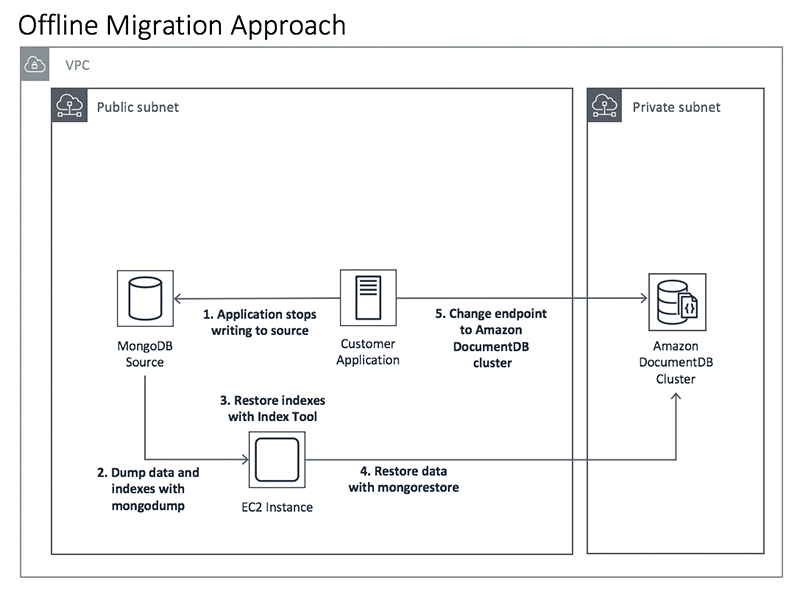 Offline Migration Approach
VPC
Public subnet
Private subnet
1. Application stops
writing to source
5. Change endpoint
to Amazon
DocumentDB
cluster
MongoDB
Source
Customer
Application
Amazon
DocumentDB
Cluster
3. Restore indexes
with Index Tool
2. Dump data and
indexes with
mongodump
4. Restore data
with mongorestore
EC2 Instance